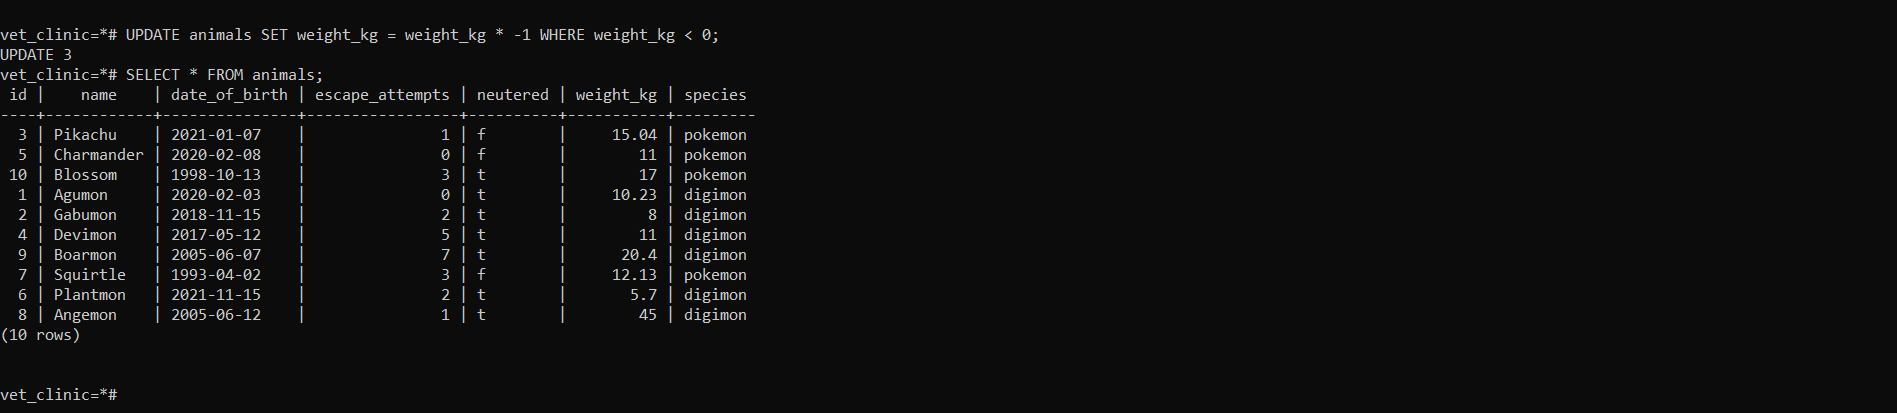 vet_clinic=*# UPDATE animals SET weight_kg = weight_kg * -1 WHERE weight_kg < 0;
UPDATE 3
vet_clinic=*# SELECT * FROM animals;
 id |    name    | date_of_birth | escape_attempts | neutered | weight_kg | species
----+------------+---------------+-----------------+----------+-----------+---------
  3 | Pikachu    | 2021-01-07    |               1 | f        |     15.04 | pokemon
  5 | Charmander | 2020-02-08    |               0 | f        |        11 | pokemon
 10 | Blossom    | 1998-10-13    |               3 | t        |        17 | pokemon
  1 | Agumon     | 2020-02-03    |               0 | t        |     10.23 | digimon
  2 | Gabumon    | 2018-11-15    |               2 | t        |         8 | digimon
  4 | Devimon    | 2017-05-12    |               5 | t        |        11 | digimon
  9 | Boarmon    | 2005-06-07    |               7 | t        |      20.4 | digimon
  7 | Squirtle   | 1993-04-02    |               3 | f        |     12.13 | pokemon
  6 | Plantmon   | 2021-11-15    |               2 | t        |       5.7 | digimon
  8 | Angemon    | 2005-06-12    |               1 | t        |        45 | digimon
(10 rows)
vet_clinic=*#